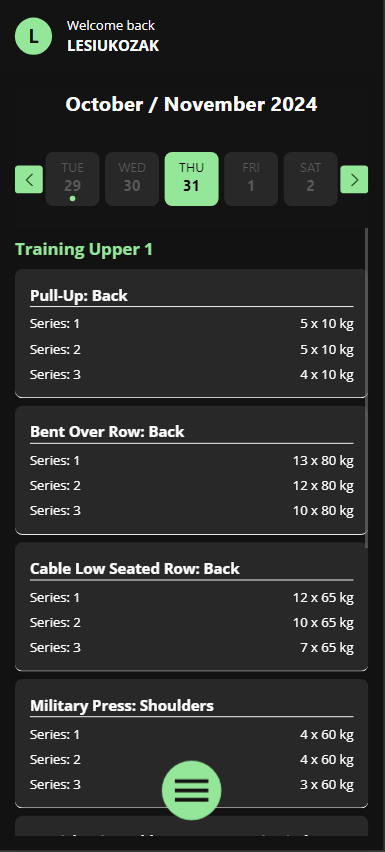 L
Welcome back
LESIUKOZAK
October / November 2024
TUE WED THU FRI SAT
29 30 31 1 2
Training Upper 1
Pull-Up: Back
Series: 1 5 x 10 kg
Series: 2 5 x 10 kg
Series: 3 4 x 10 kg
Bent Over Row: Back
Series: 1 13 x 80 kg
Series: 2 12 x 80 kg
Series: 3 10 x 80 kg
Cable Low Seated Row: Back
Series: 1 12 x 65 kg
Series: 2 10 x 65 kg
Series: 3 7 x 65 kg
Military Press: Shoulders
Series: 1 4 x 60 kg
Series: 2 4 x 60 kg
Series: 3 3 x 60 kg